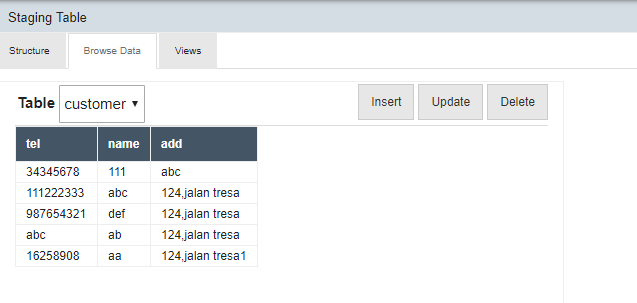 Staging Table
Structure Browse Data Views
Table customer Insert Update Delete
tel name add
34345678 111 abc
111222333 abc 124,jalan tresa
987654321 def 124,jalan tresa
abc ab 124,jalan tresa
16258908 aa 124,jalan tresa1